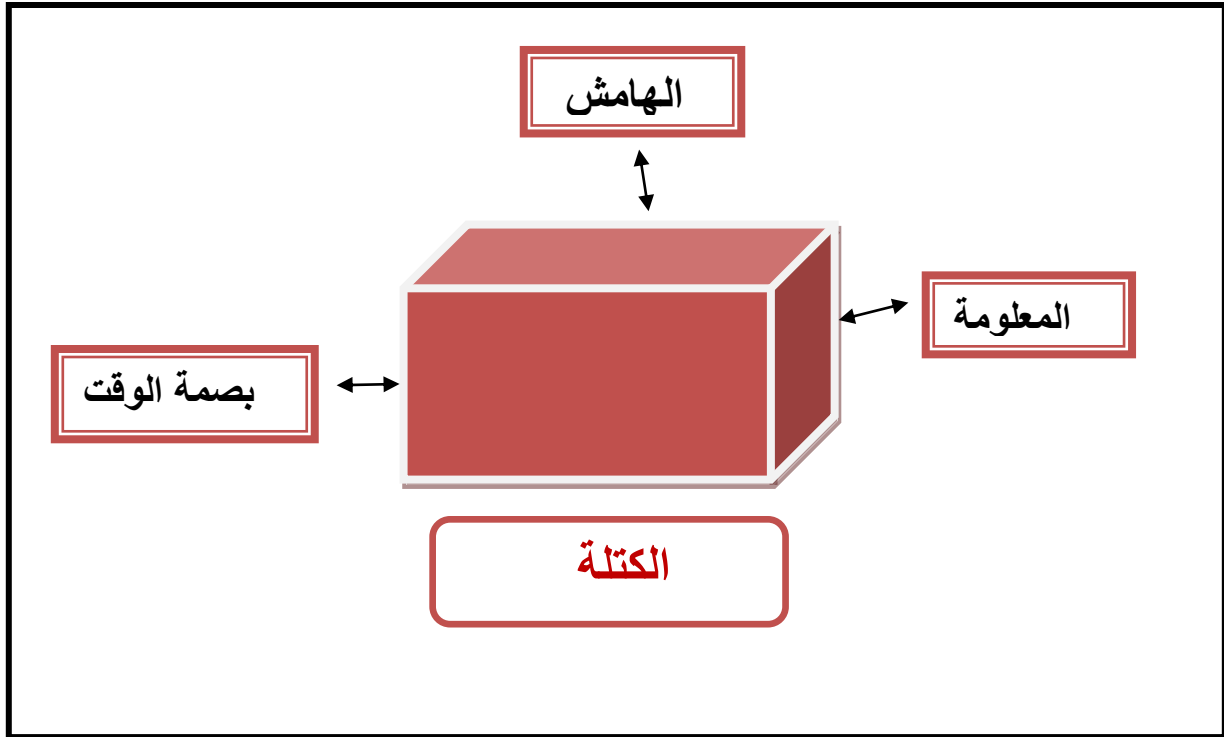 الهامش
المعلومة
بصمة الوقت
الكتلة